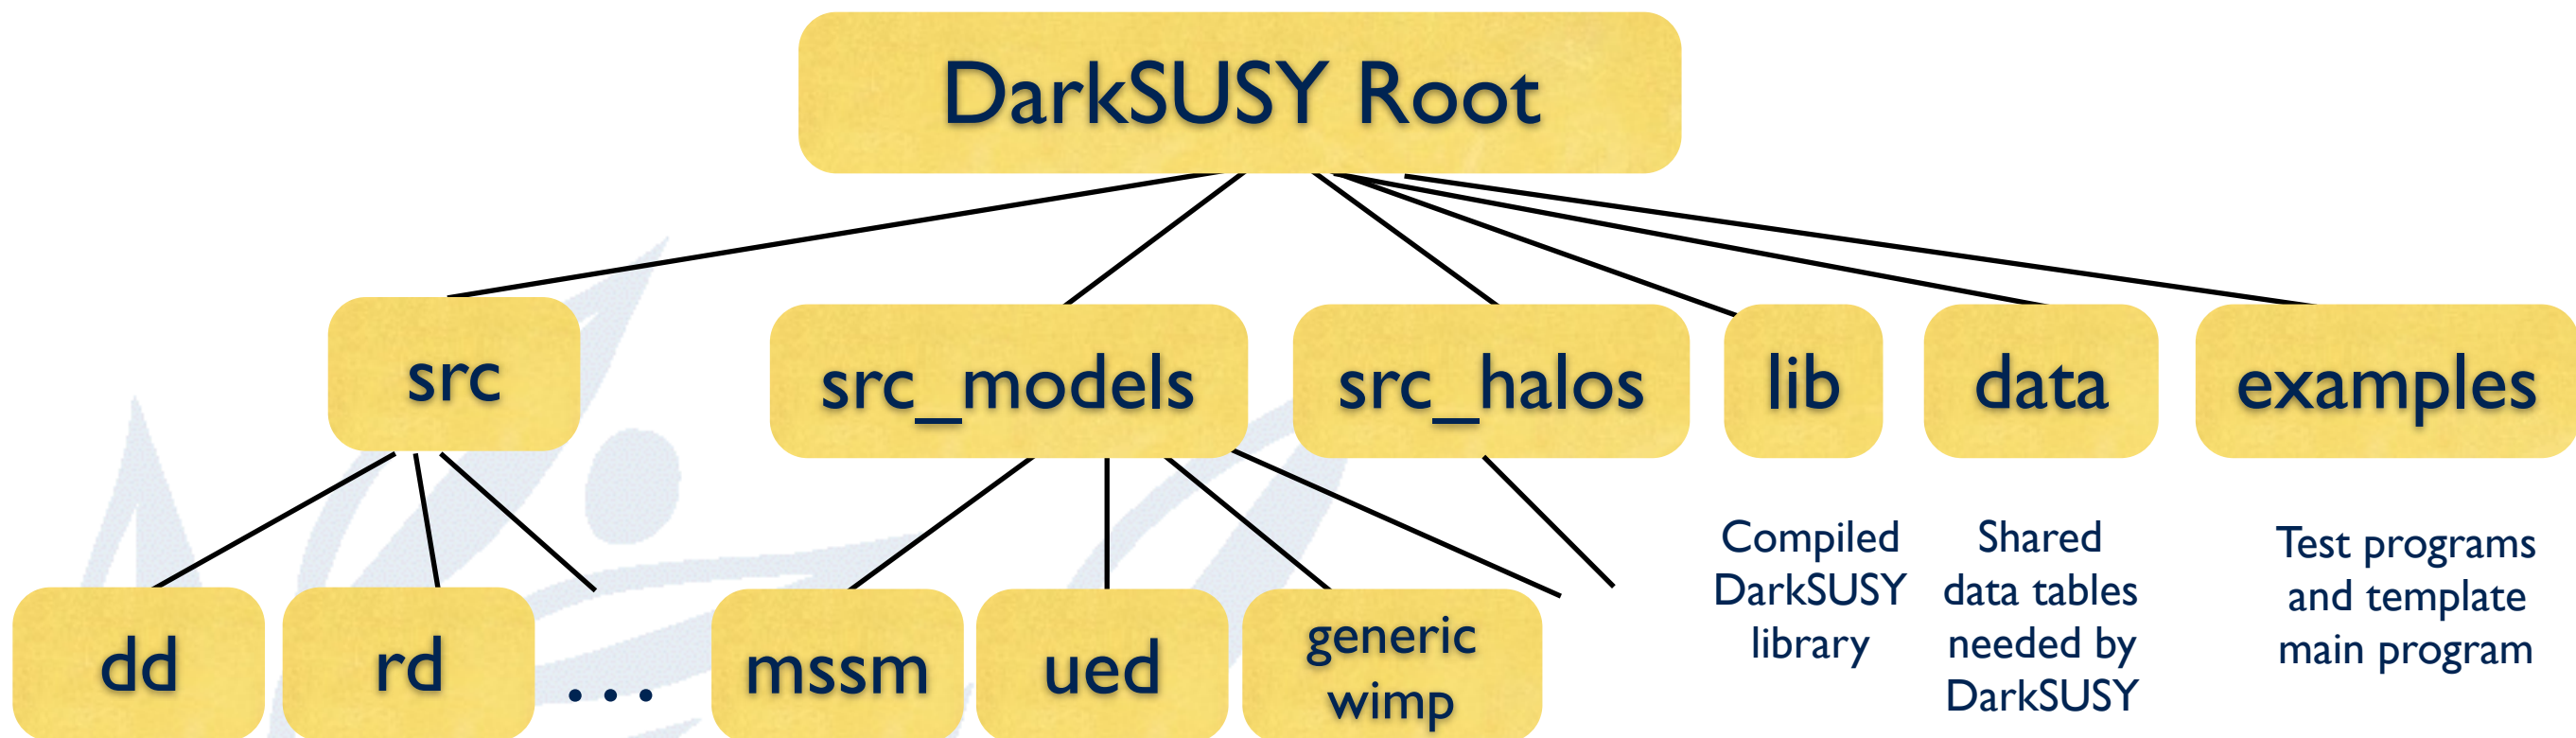 DarkSUSY Root
src
src_models
src_halos
lib
data
examples
Compiled
DarkSUSY
library
Shared
data tables
needed by
DarkSUSY
Test programs
and template
main program
dd
rd
...
mssm
ued
generic
wimp